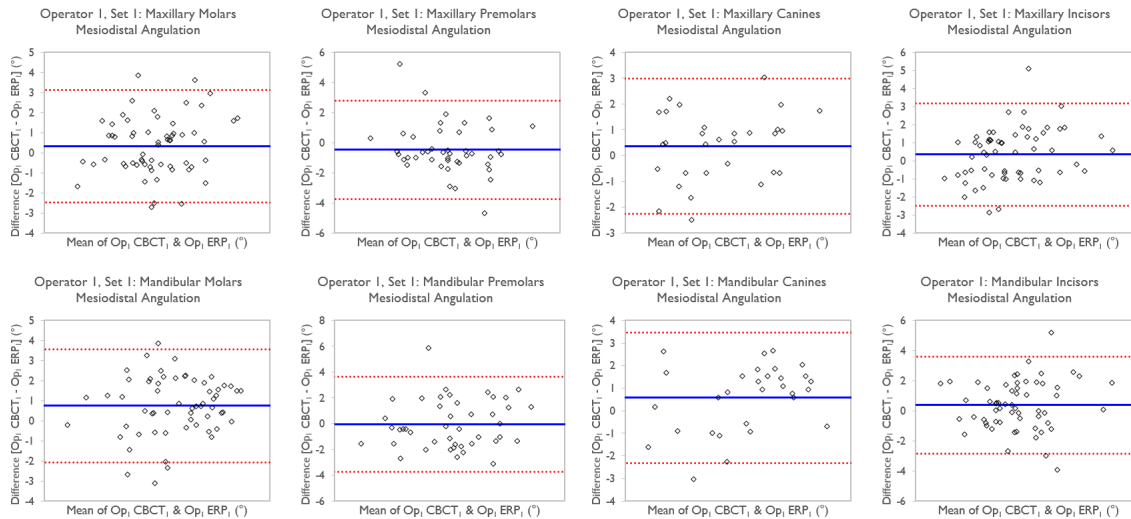 Operator 1, Set 1: Maxillary Molars
Mesiodistal Angulation
Difference [Op₁ CBCT₁ - Op₁ ERP₁] (°)
5
4
3
2
1
0
-1
-2
-3
-4
Mean of Op₁ CBCT₁ & Op₁ ERP₁ (°)
Operator 1, Set 1: Maxillary Premolars
Mesiodistal Angulation
Difference [Op₁ CBCT₁ - Op₁ ERP₁] (°)
6
4
2
0
-2
-4
-6
Mean of Op₁ CBCT₁ & Op₁ ERP₁ (°)
Operator 1, Set 1: Maxillary Canines
Mesiodistal Angulation
Difference [Op₁ CBCT₁ - Op₁ ERP₁] (°)
4
3
2
1
0
-1
-2
-3
Mean of Op₁ CBCT₁ & Op₁ ERP₁ (°)
Operator 1, Set 1: Maxillary Incisors
Mesiodistal Angulation
Difference [Op₁ CBCT₁ - Op₁ ERP₁] (°)
6
5
4
3
2
1
0
-1
-2
-3
-4
Mean of Op₁ CBCT₁ & Op₁ ERP₁ (°)
Operator 1, Set 1: Mandibular Molars
Mesiodistal Angulation
Difference [Op₁ CBCT₁ - Op₁ ERP₁] (°)
5
4
3
2
1
0
-1
-2
-3
-4
Mean of Op₁ CBCT₁ & Op₁ ERP₁ (°)
Operator 1, Set 1: Mandibular Premolars
Mesiodistal Angulation
Difference [Op₁ CBCT₁ - Op₁ ERP₁] (°)
8
6
4
2
0
-2
-4
-6
Mean of Op₁ CBCT₁ & Op₁ ERP₁ (°)
Operator 1, Set 1: Mandibular Canines
Mesiodistal Angulation
Difference [Op₁ CBCT₁ - Op₁ ERP₁] (°)
4
3
2
1
0
-1
-2
-3
-4
Mean of Op₁ CBCT₁ & Op₁ ERP₁ (°)
Operator 1: Mandibular Incisors
Mesiodistal Angulation
Difference [Op₁ CBCT₁ - Op₁ ERP₁] (°)
6
4
2
0
-2
-4
-6
Mean of Op₁ CBCT₁ & Op₁ ERP₁ (°)